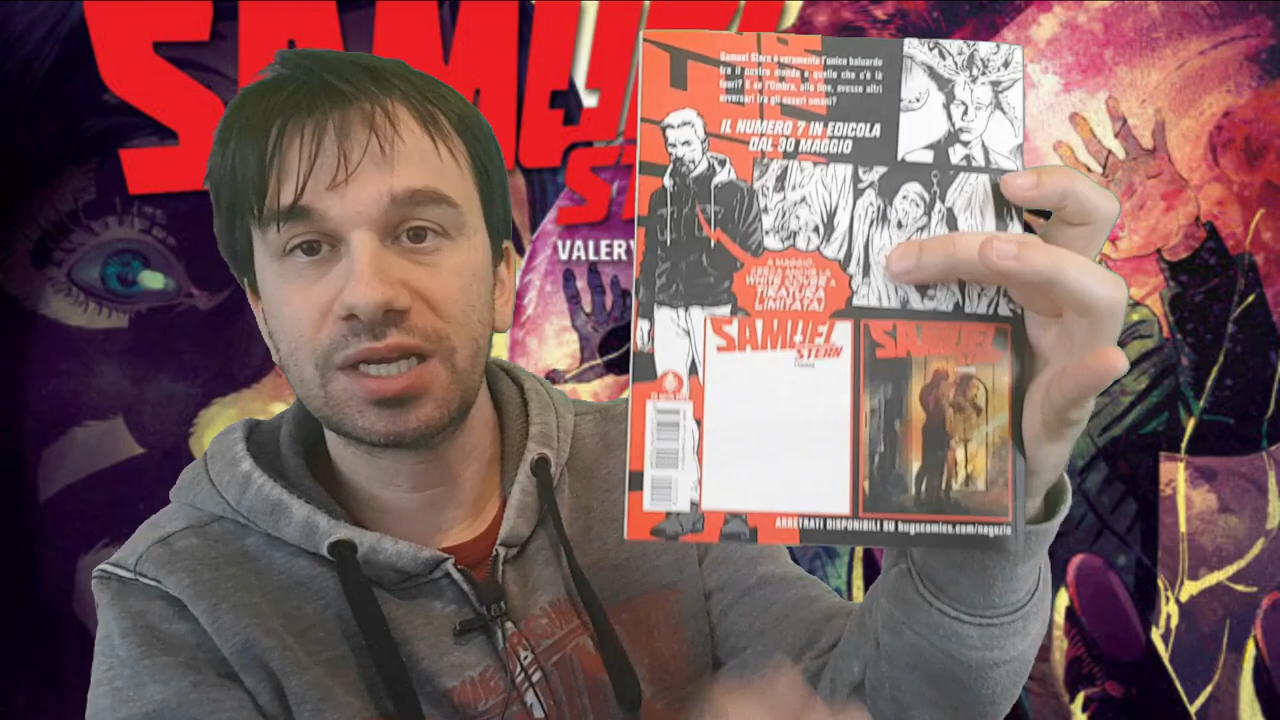 SAMUEL
VALERY
Samuel Stern è veramente l'unico baluardo
tra il nostro mondo e quello che c'è là
fuori? E se l'Ombra, alla fine, avesse altri
avversari tra gli esseri umani?
IL NUMERO 7 IN EDICOLA
DAL 30 MAGGIO
A MAGGIO,
ANCHE LA
WHITE COVER A
TIRATURA
LIMITATA!
SAMUEL
STERN
SAMUEL
STERN
ARRETRATI DISPONIBILI SU bugscomics.com/negozio